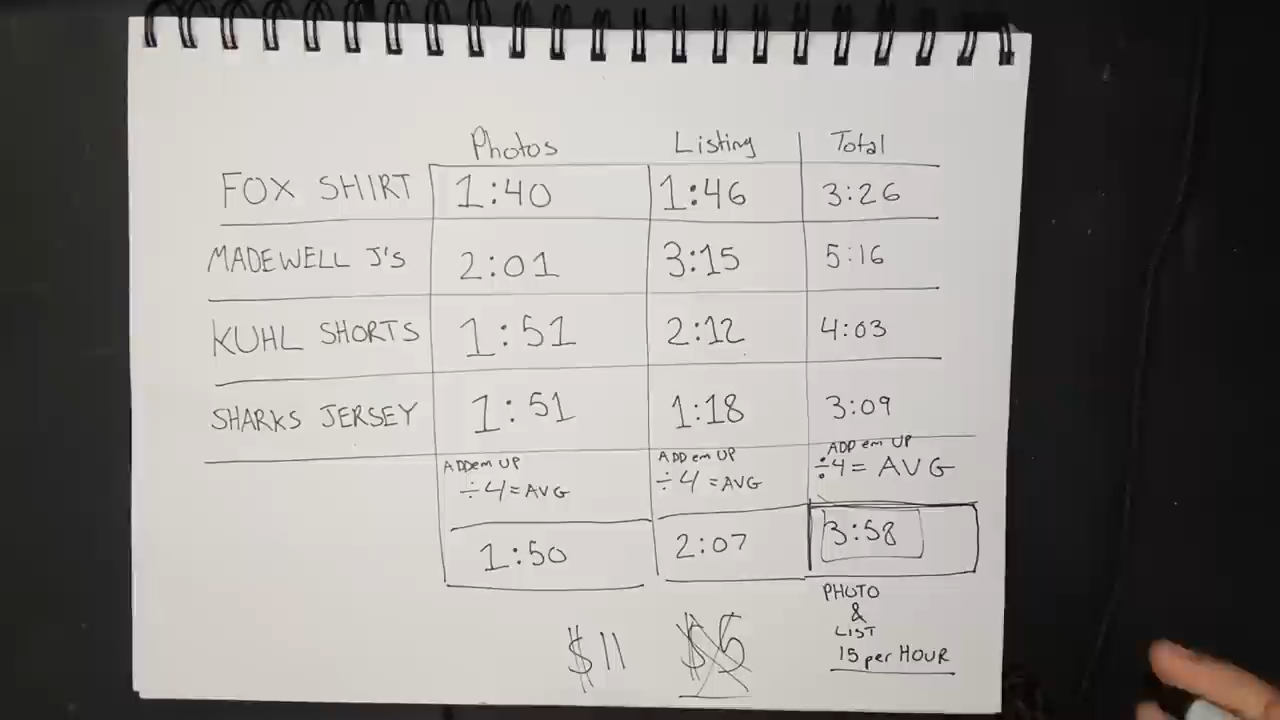 Photos Listing Total
FOX SHIRT 1:40 1:46 3:26
MADEWELL J'S 2:01 3:15 5:16
KUHL SHORTS 1:51 2:12 4:03
SHARKS JERSEY 1:51 1:18 3:09
ADD em UP ADD em UP ADD em UP
÷4=AVG ÷4=AVG ÷4=AVG
1:50 2:07 3:58
PHOTO
&
LIST
15 per HOUR
$11 $5